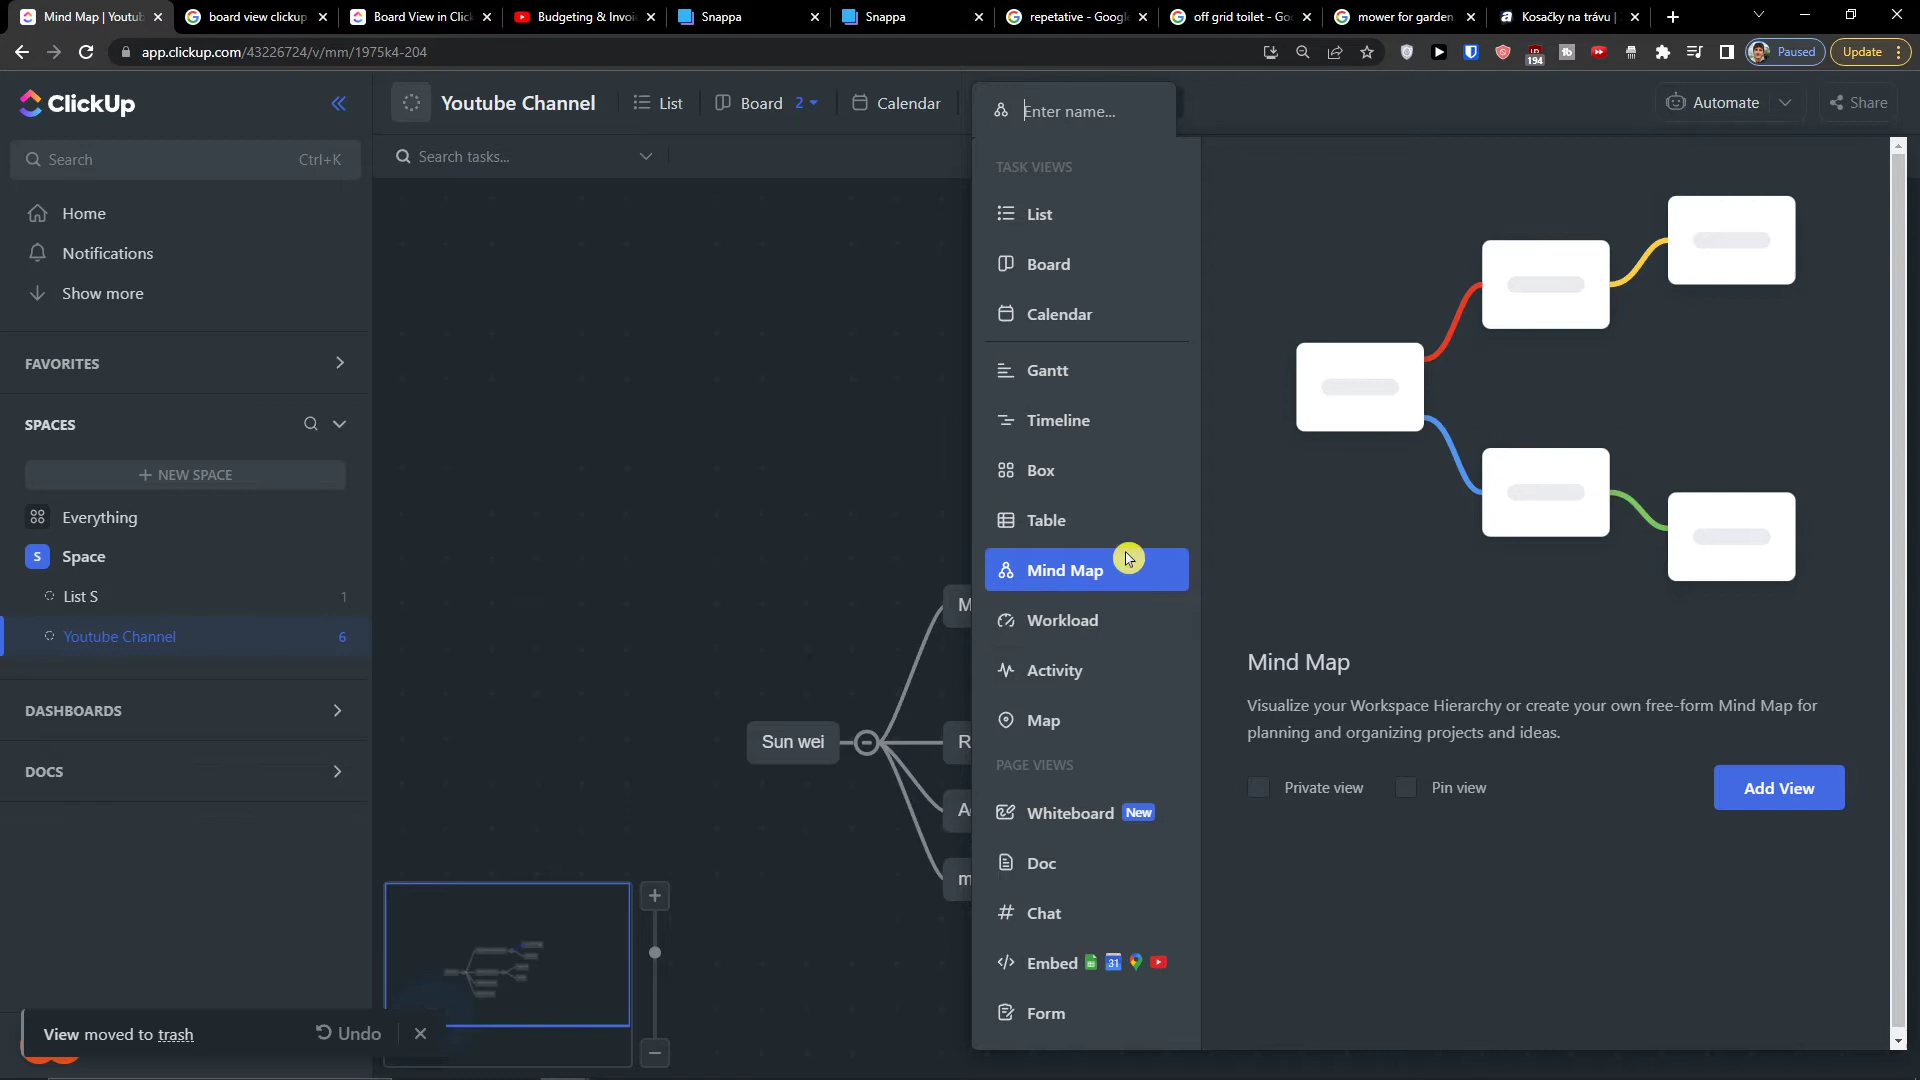 Mind Map | Youtub
board view clickup
Board View in Click
Budgeting & Invoi
Snappa
Snappa
repetative - Google
off grid toilet - Go
mower for garden
Kosačky na trávu |
app.clickup.com/43226724/v/mm/1975k4-204
194
Paused
Update
ClickUp
Youtube Channel
List
Board
2
Calendar
Enter name...
Automate
Share
Search
Ctrl+K
Search tasks...
Home
Notifications
Show more
FAVORITES
SPACES
+ NEW SPACE
Everything
S
Space
List S
1
Youtube Channel
6
DASHBOARDS
DOCS
View moved to trash
Undo
Sun wei
M
R
A
m
TASK VIEWS
List
Board
Calendar
Gantt
Timeline
Box
Table
Mind Map
Workload
Activity
Map
PAGE VIEWS
Whiteboard
New
Doc
Chat
Embed
31
Form
Mind Map
Visualize your Workspace Hierarchy or create your own free-form Mind Map for
planning and organizing projects and ideas.
Private view
Pin view
Add View